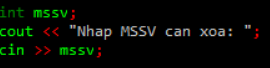 int mssv;
cout << "Nhap MSSV can xoa: ";
cin >> mssv;